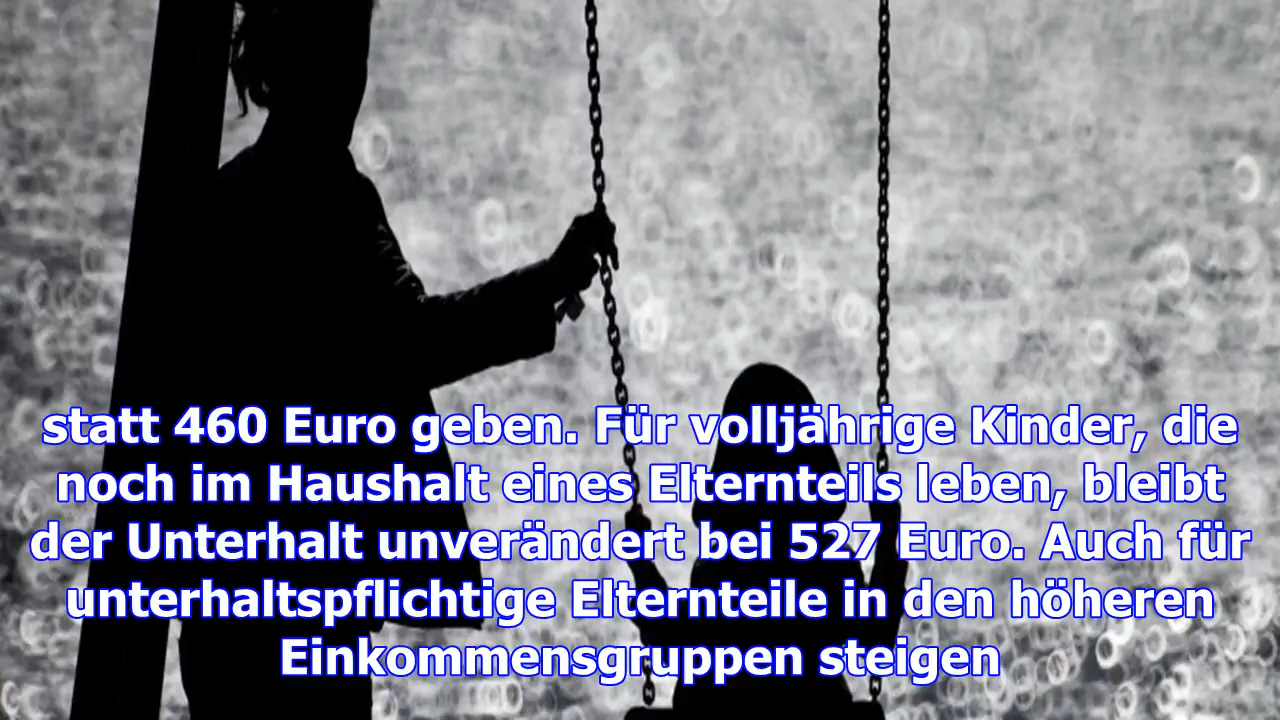 statt 460 Euro geben. Für volljährige Kinder, die
noch im Haushalt eines Elternteils leben, bleibt
der Unterhalt unverändert bei 527 Euro. Auch für
unterhaltspflichtige Elternteile in den höheren
Einkommensgruppen steigen